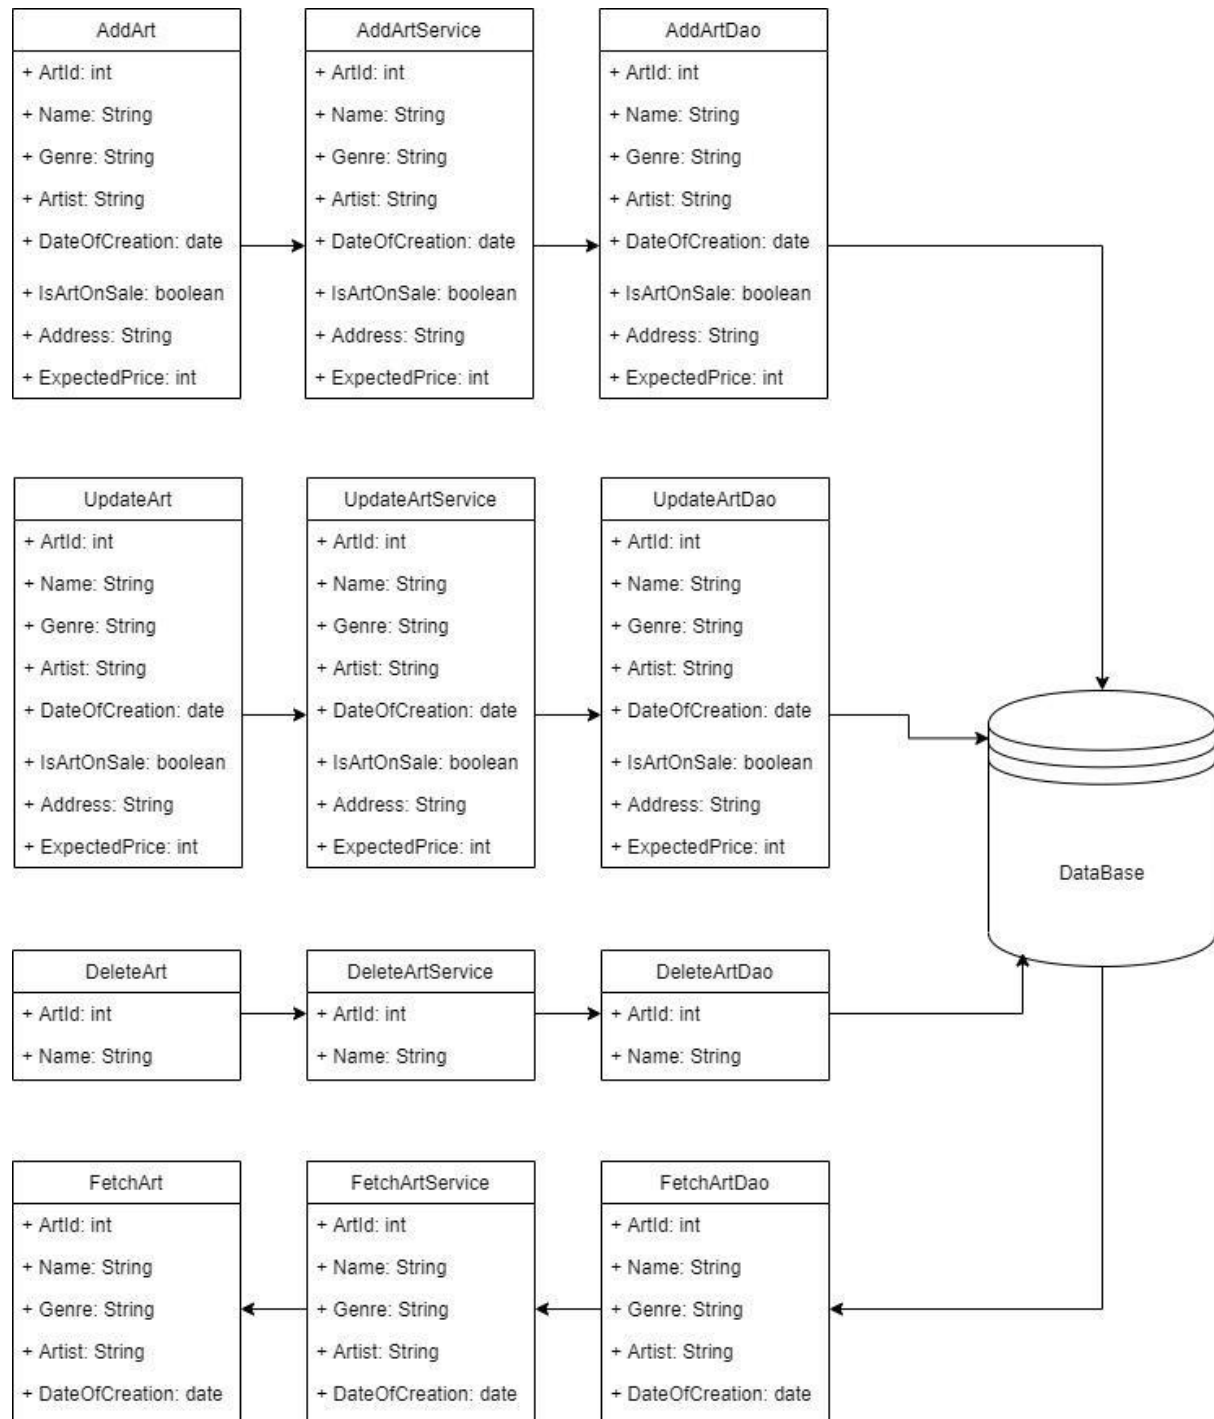 AddArt
+ ArtId: int
+ Name: String
+ Genre: String
+ Artist: String
+ DateOfCreation: date
+ IsArtOnSale: boolean
+ Address: String
+ ExpectedPrice: int
AddArtService
+ ArtId: int
+ Name: String
+ Genre: String
+ Artist: String
+ DateOfCreation: date
+ IsArtOnSale: boolean
+ Address: String
+ ExpectedPrice: int
AddArtDao
+ ArtId: int
+ Name: String
+ Genre: String
+ Artist: String
+ DateOfCreation: date
+ IsArtOnSale: boolean
+ Address: String
+ ExpectedPrice: int
UpdateArt
+ ArtId: int
+ Name: String
+ Genre: String
+ Artist: String
+ DateOfCreation: date
+ IsArtOnSale: boolean
+ Address: String
+ ExpectedPrice: int
UpdateArtService
+ ArtId: int
+ Name: String
+ Genre: String
+ Artist: String
+ DateOfCreation: date
+ IsArtOnSale: boolean
+ Address: String
+ ExpectedPrice: int
UpdateArtDao
+ ArtId: int
+ Name: String
+ Genre: String
+ Artist: String
+ DateOfCreation: date
+ IsArtOnSale: boolean
+ Address: String
+ ExpectedPrice: int
DataBase
DeleteArt
+ ArtId: int
+ Name: String
DeleteArtService
+ ArtId: int
+ Name: String
DeleteArtDao
+ ArtId: int
+ Name: String
FetchArt
+ ArtId: int
+ Name: String
+ Genre: String
+ Artist: String
+ DateOfCreation: date
FetchArtService
+ ArtId: int
+ Name: String
+ Genre: String
+ Artist: String
+ DateOfCreation: date
FetchArtDao
+ ArtId: int
+ Name: String
+ Genre: String
+ Artist: String
+ DateOfCreation: date